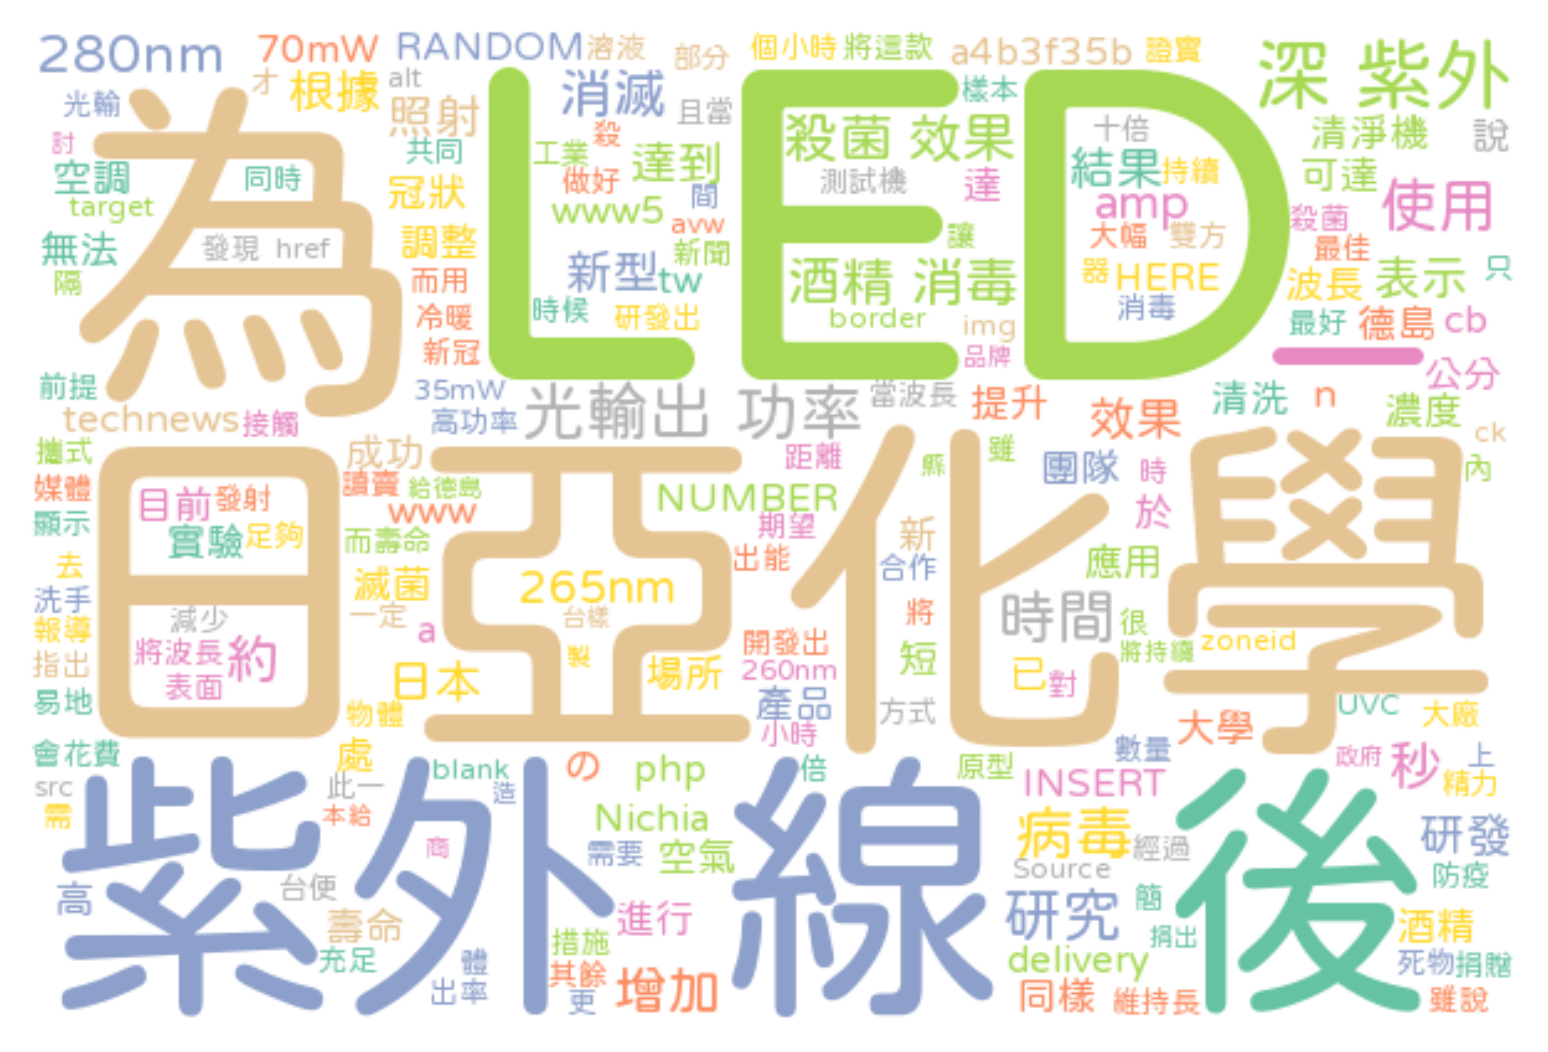 280nm 70mW RANDOM 溶液 部分 個小時 將這款 a4b3f35b 證實 深 紫外
光輸 才 根據 alt 照射 消滅 且當 樣本 清淨機 說
討 空調 同時 共同 工業 殺 達到 殺菌 效果 十倍 結果 持續 可達
target 冠狀 做好 www5 間 測試機 達 amp 殺菌 使用
無法 發現 href 調整 avw 新聞 讓 大幅 雙方 最佳
隔 而用 新型 tw 酒精 消毒 器 HERE 波長 表示 只
為 LED
冷暖 時候 研發出 border img 消毒 最好 德島 cb
新冠 品牌 一
前提 35mW 光輸出 功率 當波長 提升 效果 清洗 n 公分 濃度
technews 接觸 高功率 ck
攜式 成功 距離 縣 雖 團隊 時 內
媒體 目前 發射 讀賣 給德島 www NUMBER 於
顯示 實驗 足夠 而壽命 期望 新
日亞化學
去 滅菌 265nm 出能 合作 應用
洗手 減少 一定 台樣 將 時間 很
報導 將波長 約 a 開發出 將持續 zoneid
指出 表面 日本 製 場所 260nm 短 已 對
易地 物體 產品 方式 UVC 大廠
會花費 處 小時 數量 大學 政府 秒 上
src 此一 blank の php 倍 原型 INSERT 精力
需 本給 造 Nichia 病毒 研發
紫外線 後
商 需要 空氣 經過 Source 防疫
高 台便 壽命 進行 研究 簡 酒精
充足 體 措施 捐出 delivery 死物 捐贈
出率 其餘 更 增加 同樣 維持長 雖說